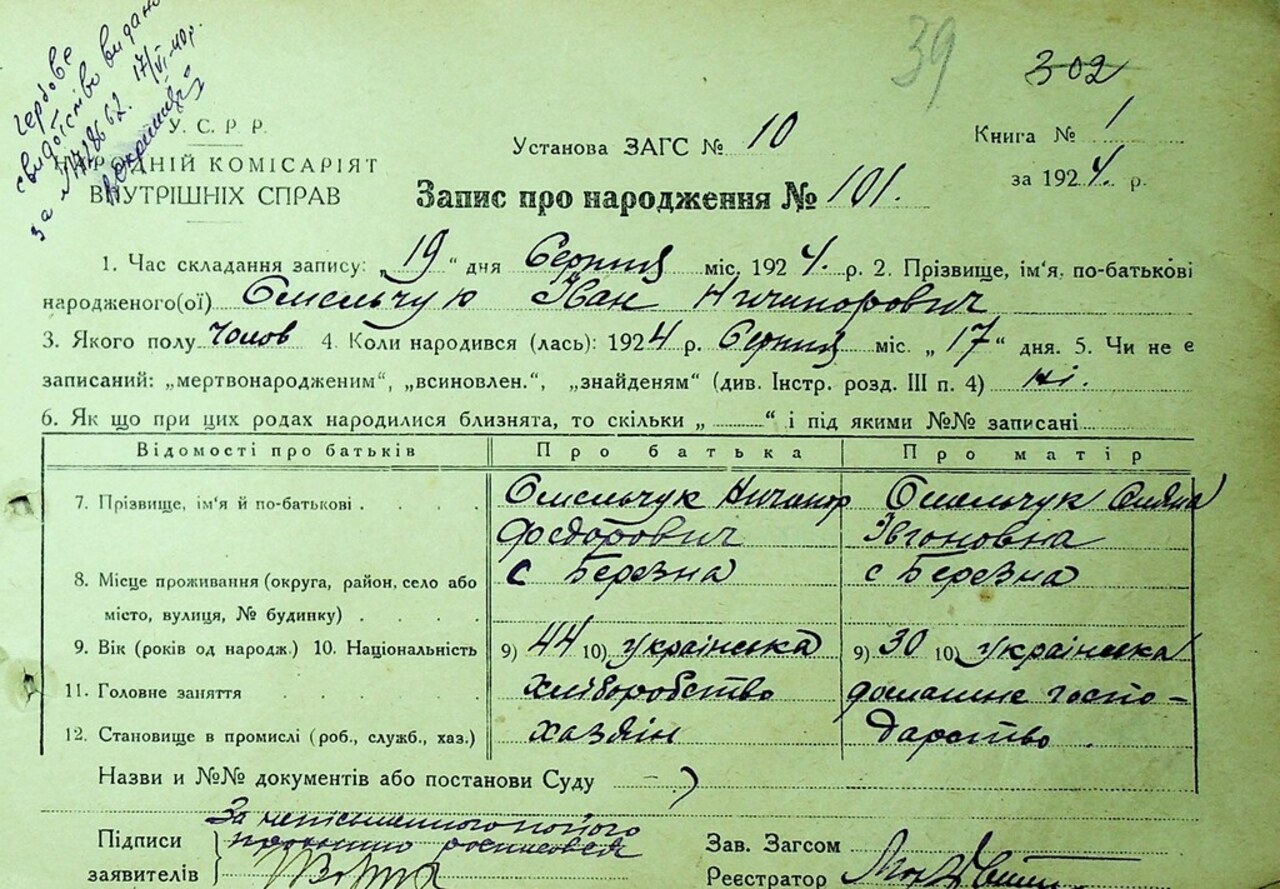 гербове
свидоцтво видано
за № 1728662. 17/VI 40 р.
У. С. Р. Р.
НАРОДНІЙ КОМІСАРІЯТ
ВНУТРІШНІХ СПРАВ
39
302
Установа ЗАГС № 10
Книга № 1
за 1924. р.
Запис про народження № 101.
1. Час складання запису: „19“ дня Серпня міс. 1924. р. 2. Прізвище, ім'я, по-батькові
народженого(ої) Омельчук Іван Ничипорович
3. Якого полу Чолов 4. Коли народився (лась): 1924 р. Серпня міс. „17“ дня. 5. Чи не є
записаний: „мертвонародженим“, „всиновлен.“, „знайденям“ (див. Інстр. розд. III п. 4) ні.
6. Як що при цих родах народилися близнята, то скільки „ “ і під якими №№ записані
Відомості про батьків Про батька Про матір
7. Прізвище, ім'я й по-батькові . . . . Омельчук Ничипор Омельчук
Федорович
8. Місце проживання (округа, район, село або с Березна с Березна
місто, вулиця, № будинку) . . . .
9. Вік (років од народж.) 10. Національність 9) 44 10) українська 9) 30 10) українська
11. Головне заняття . . . . . хліборобство домашнє госпо-
12. Становище в промислі (роб., служб., хаз.) хазяїн дарство.
Назви и №№ документів або постанови Суду
За неписьменного
Підписи
заявителів
Зав. Загсом
Реєстратор